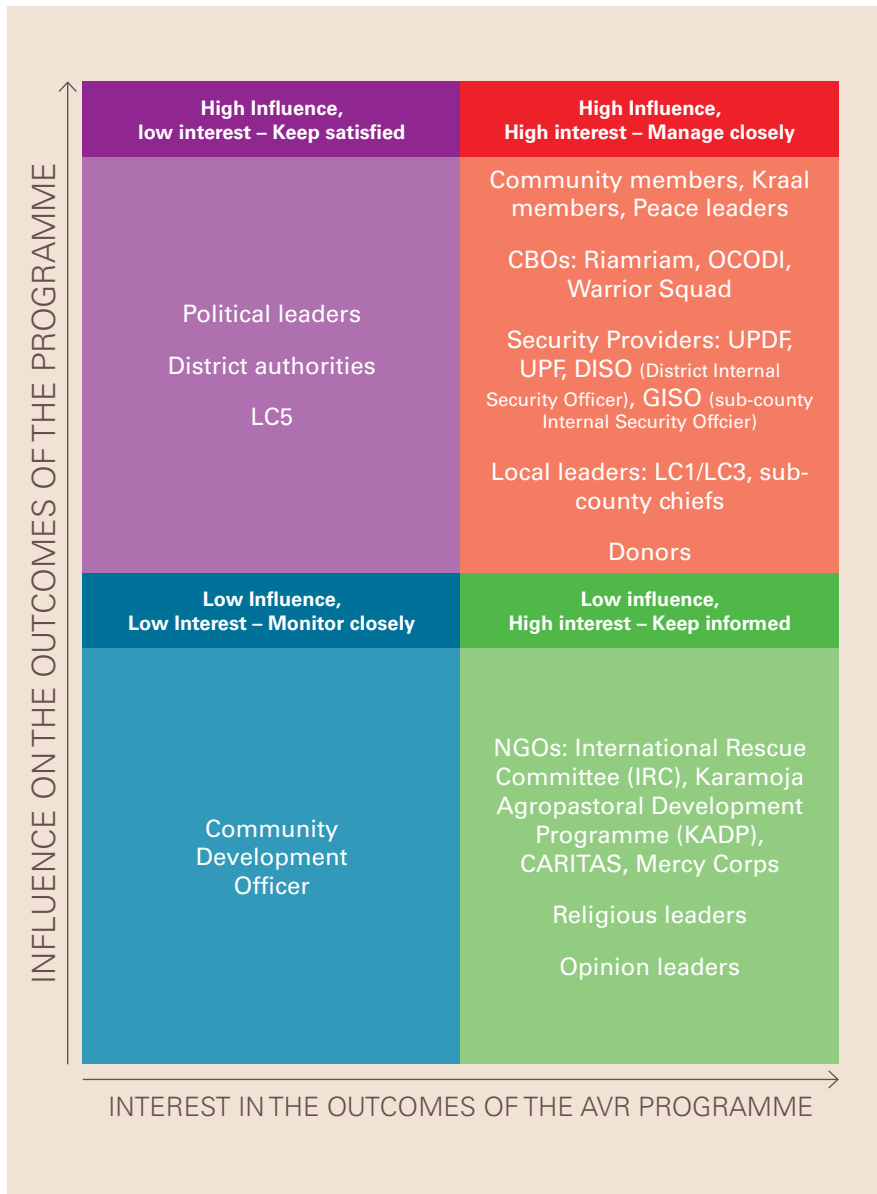 INFLUENCE ON THE OUTCOMES OF THE PROGRAMME
High Influence,
low interest – Keep satisfied
Political leaders
District authorities
LC5
High Influence,
High interest – Manage closely
Community members, Kraal
members, Peace leaders
CBOs: Riamriam, OCODI,
Warrior Squad
Security Providers: UPDF,
UPF, DISO (District Internal
Security Officer), GISO (sub-county
Internal Security Offcier)
Local leaders: LC1/LC3, sub-
county chiefs
Donors
Low Influence,
Low Interest – Monitor closely
Community
Development
Officer
Low influence,
High interest – Keep informed
NGOs: International Rescue
Committee (IRC), Karamoja
Agropastoral Development
Programme (KADP),
CARITAS, Mercy Corps
Religious leaders
Opinion leaders
INTEREST IN THE OUTCOMES OF THE AVR PROGRAMME